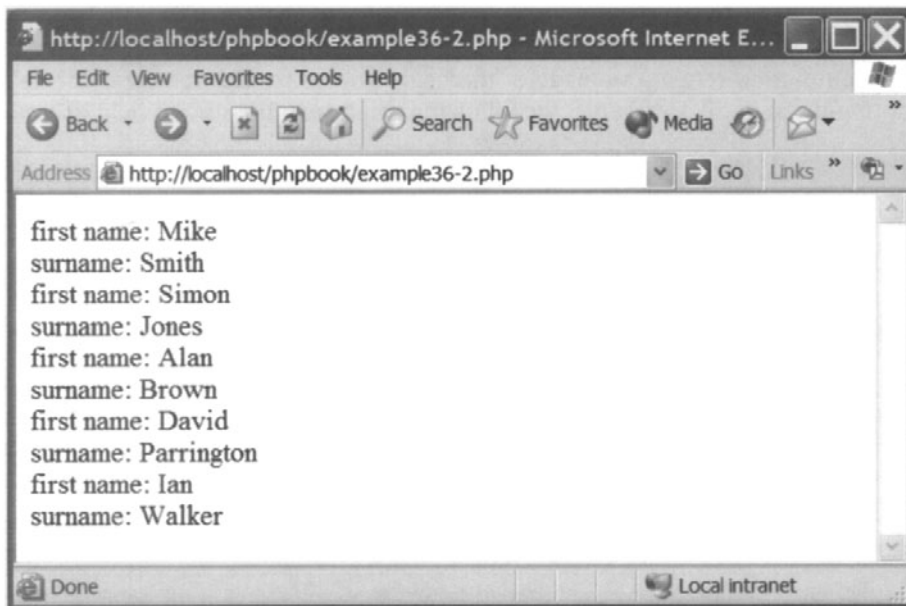 http://localhost/phpbook/example36-2.php - Microsoft Internet E...
File Edit View Favorites Tools Help
Back Search Favorites Media »
Address http://localhost/phpbook/example36-2.php Go Links »
first name: Mike
surname: Smith
first name: Simon
surname: Jones
first name: Alan
surname: Brown
first name: David
surname: Parrington
first name: Ian
surname: Walker
Done Local intranet